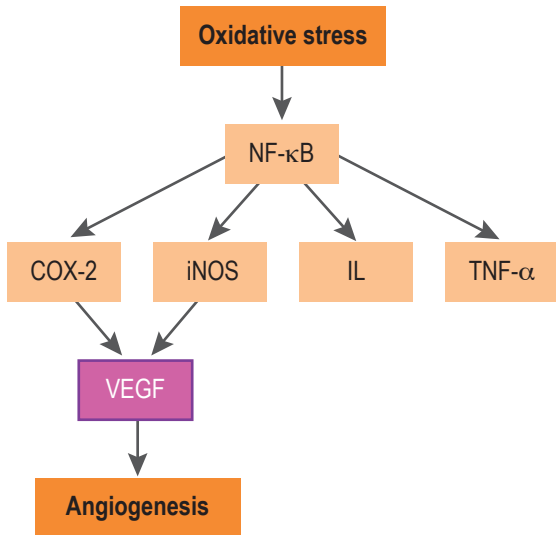 Oxidative stress
NF-κB
COX-2
iNOS
IL
TNF-α
VEGF
Angiogenesis